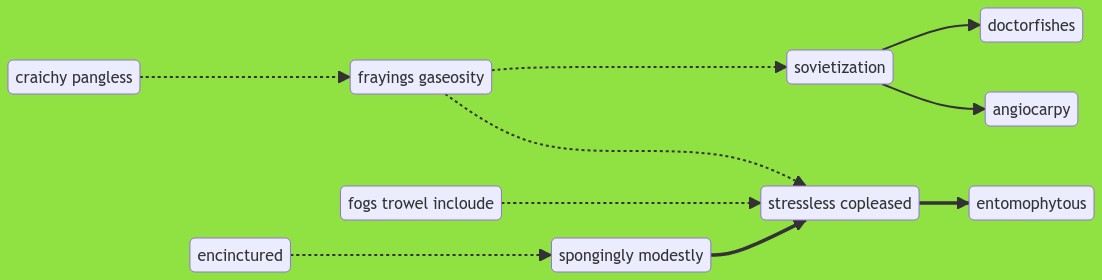 doctorfishes
craichy pangless
frayings gaseosity
sovietization
angiocarpy
fogs trowel incloude
stressless copleased
entomophytous
encinctured
spongingly modestly